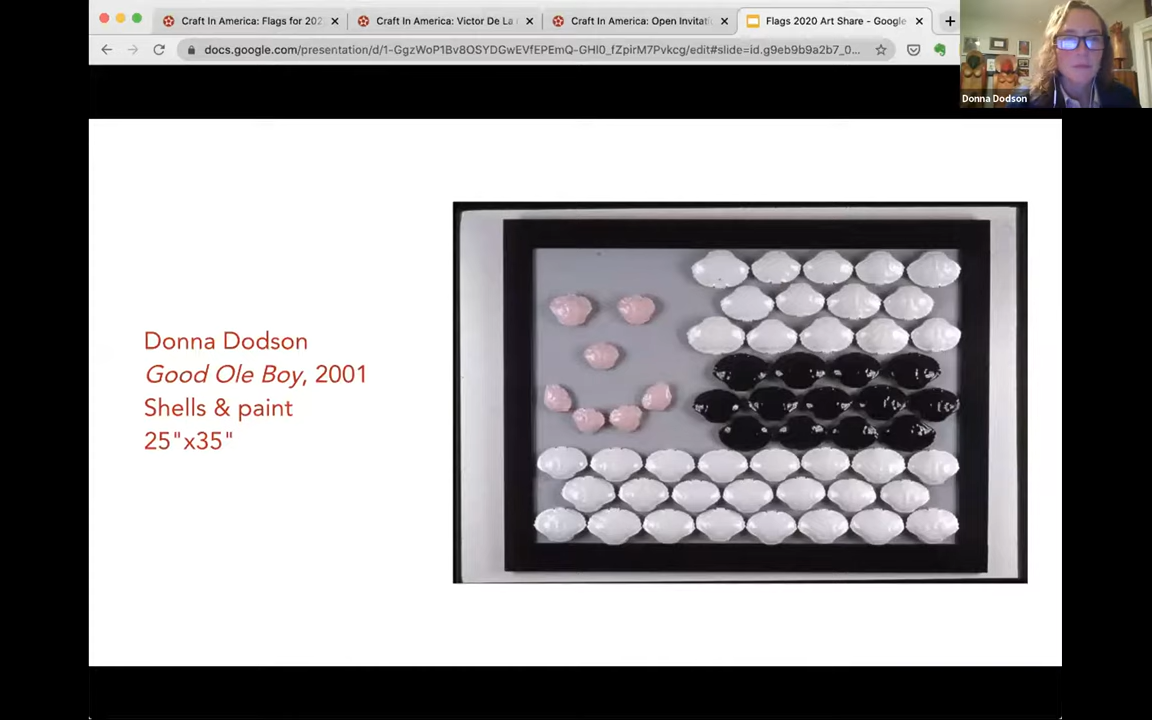 Craft In America: Flags for 202
Craft In America: Victor De La
Craft In America: Open Invitati
Flags 2020 Art Share - Google
docs.google.com/presentation/d/1-GgzWoP1Bv8OSYDGwEVfEPEmQ-GHl0_fZpirM7Pvkcg/edit#slide=id.g9eb9b9a2b7_0...
Donna Dodson
Donna Dodson
Good Ole Boy, 2001
Shells & paint
25"x35"